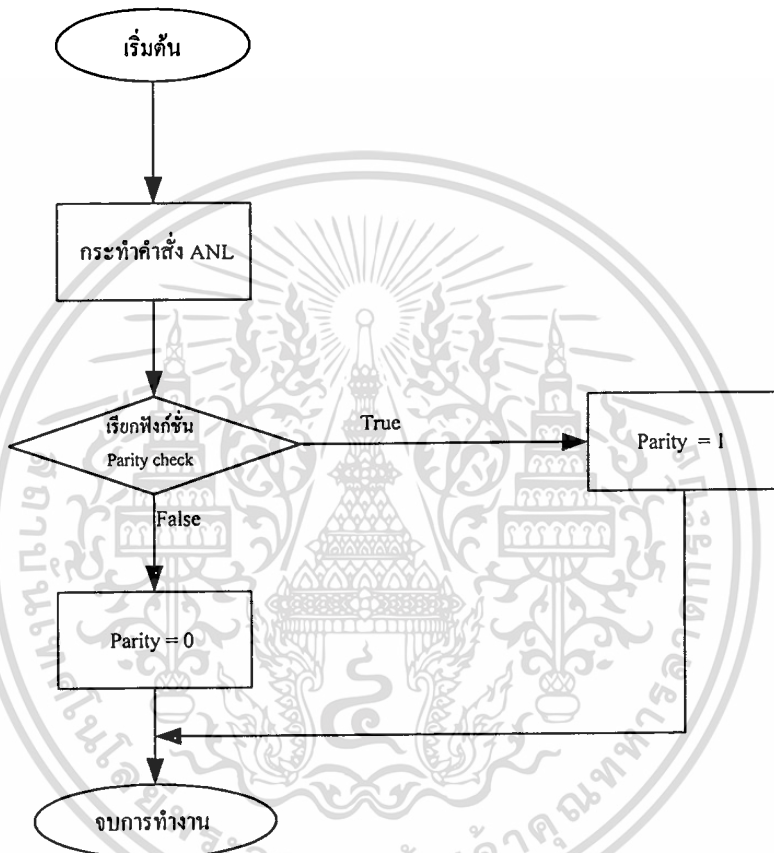 เริ่มต้น
กระทำคำสั่ง ANL
เรียกฟังก์ชั่น
Parity check
True
Parity = 1
False
Parity = 0
จบการทำงาน